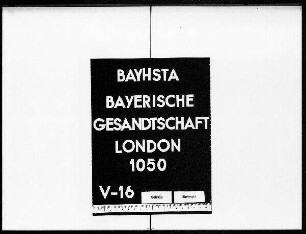 BAYHSTA
BAYERISCHE
GESANDTSCHAFT
LONDON
1050
V-16